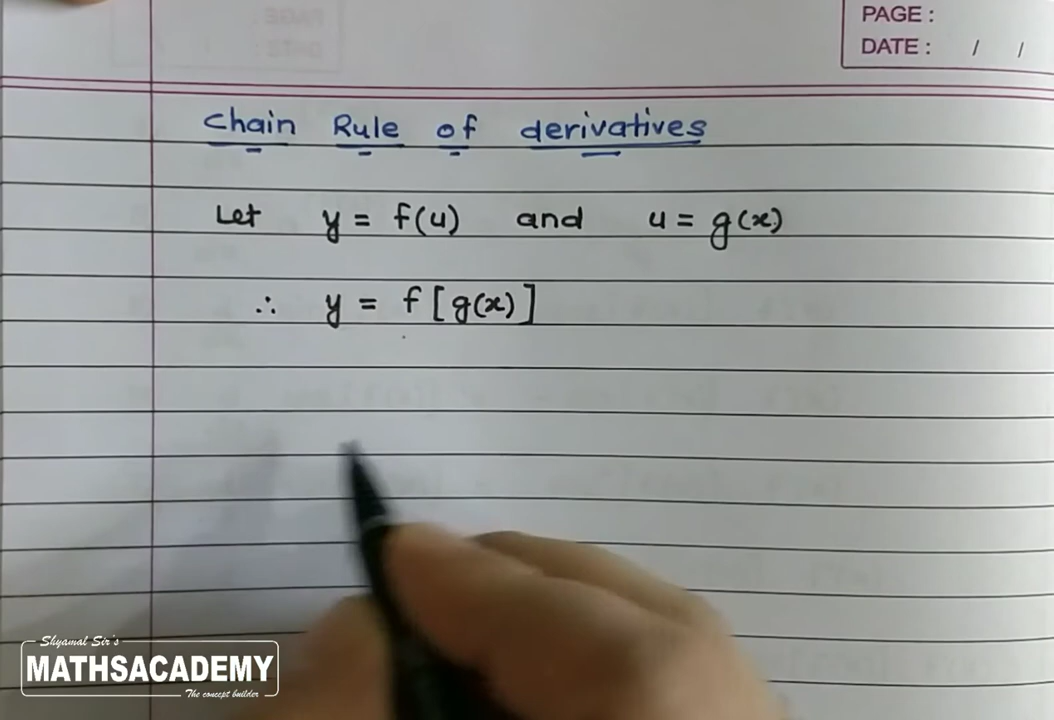 PAGE :
DATE : / /
Chain Rule of derivatives
Let y = f(u) and u = g(x)
∴ y = f[g(x)]
Shyamal Sir's
MATHSACADEMY
The concept builder